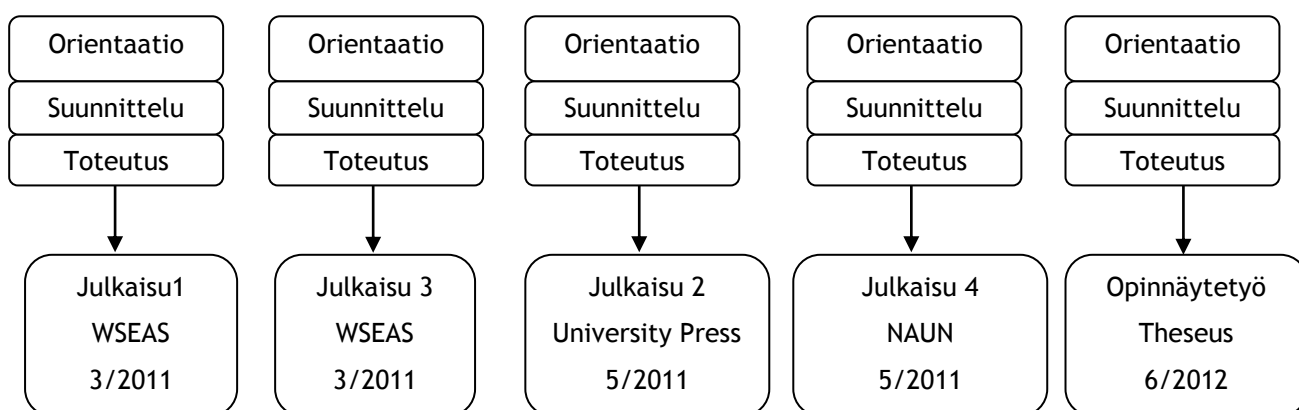 Orientaatio
Suunnittelu
Toteutus
Julkaisu1
WSEAS
3/2011
Orientaatio
Suunnittelu
Toteutus
Julkaisu 3
WSEAS
3/2011
Orientaatio
Suunnittelu
Toteutus
Julkaisu 2
University Press
5/2011
Orientaatio
Suunnittelu
Toteutus
Julkaisu 4
NAUN
5/2011
Orientaatio
Suunnittelu
Toteutus
Opinnäytetyö
Theseus
6/2012